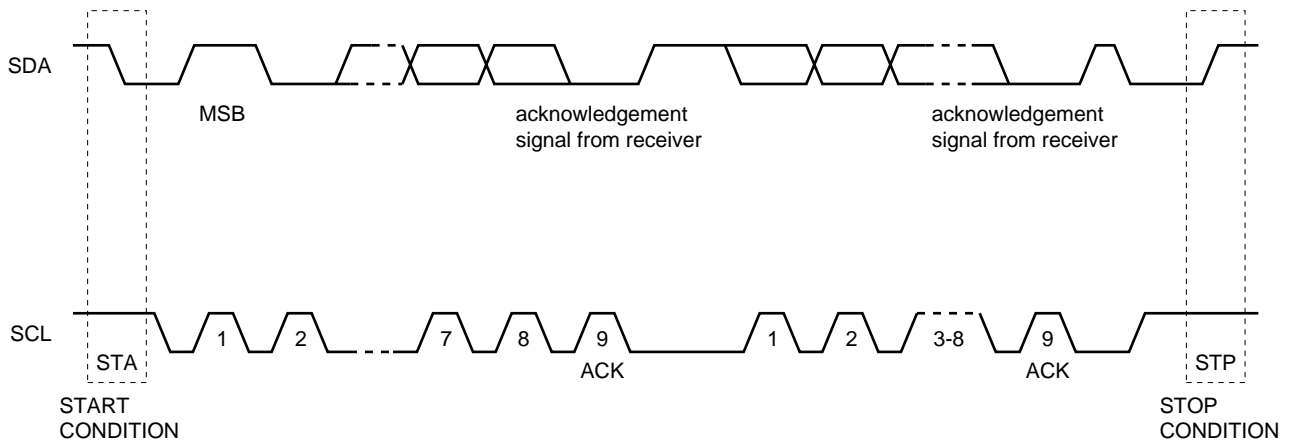 SDA
MSB
acknowledgement
signal from receiver
acknowledgement
signal from receiver
SCL
1
2
7
8
9
1
2
3-8
9
STA
ACK
ACK
STP
START
CONDITION
STOP
CONDITION